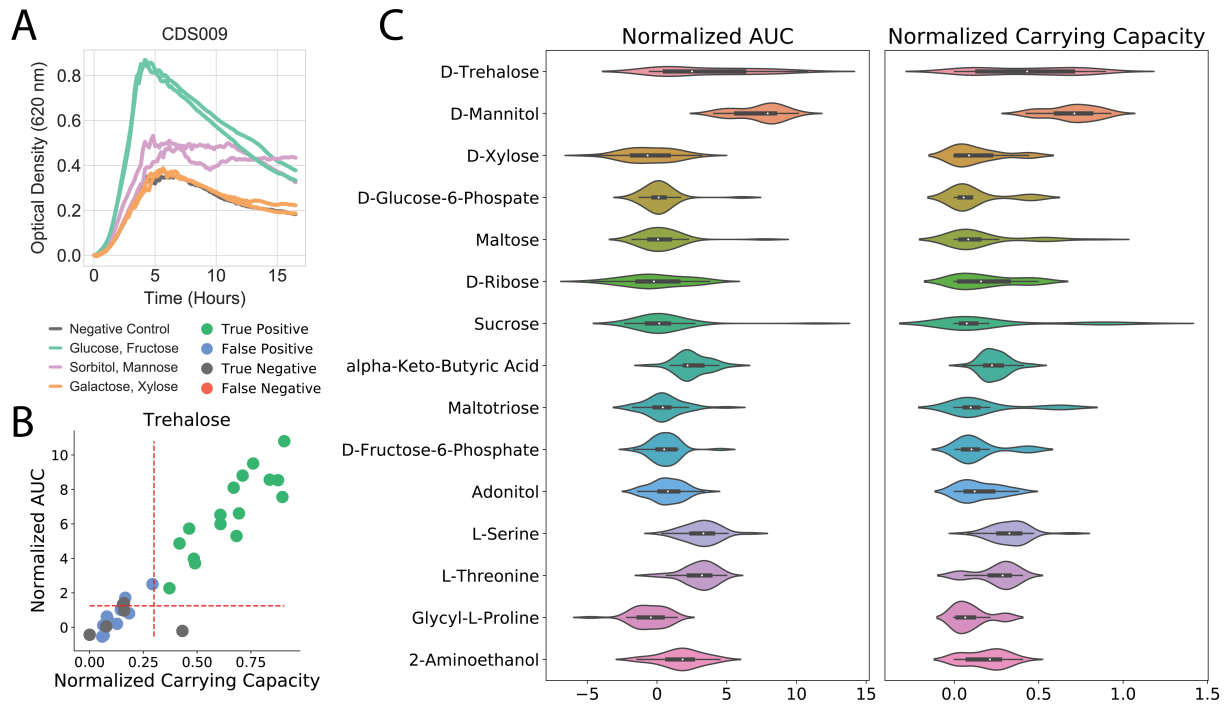 A
CDS009
Optical Density (620 nm)
0.8
0.6
0.4
0.2
0.0
0 5 10 15
Time (Hours)
Negative Control
Glucose, Fructose
Sorbitol, Mannose
Galactose, Xylose
True Positive
False Positive
True Negative
False Negative
B
Trehalose
Normalized AUC
10
8
6
4
2
0
0.00 0.25 0.50 0.75
Normalized Carrying Capacity
C
Normalized AUC
Normalized Carrying Capacity
D-Trehalose
D-Mannitol
D-Xylose
D-Glucose-6-Phospate
Maltose
D-Ribose
Sucrose
alpha-Keto-Butyric Acid
Maltotriose
D-Fructose-6-Phosphate
Adonitol
L-Serine
L-Threonine
Glycyl-L-Proline
2-Aminoethanol
−5 0 5 10 15
0.0 0.5 1.0 1.5